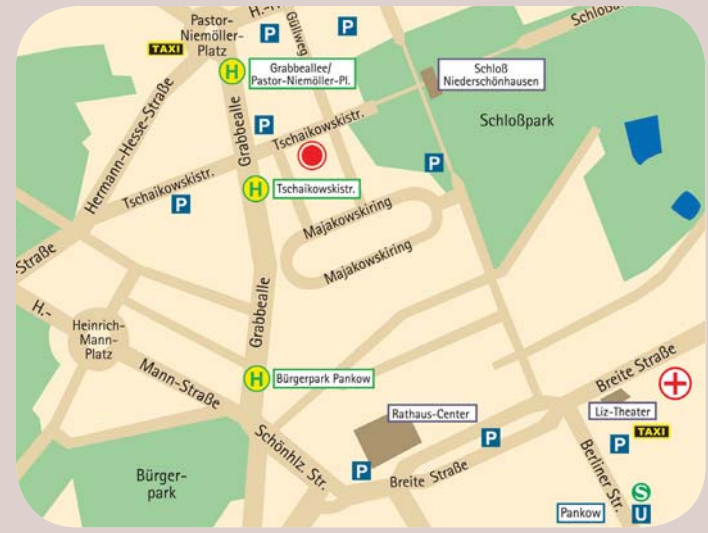 Pastor-
Niemöller-
Platz
H.-H
P
P
Güllweg
Schloß
TAXI
H
Grabbeallee/
Pastor-Niemöller-Pl.
Schloß
Niederschönhausen
Schloßpark
Hermann-Hesse-Straße
Grabbealle
P
Tschaikowskistr.
P
Tschaikowskistr.
P
H
Tschaikowskistr.
Majakowskiring
Majakowskiring
-Straße
H.-
Heinrich-
Mann-
Platz
Grabbealle
Mann-Straße
H
Bürgerpark Pankow
Breite Straße
Rathaus-Center
Liz-Theater
Schönhlz. Str.
P
P
TAXI
Bürger-
park
P
Breite Straße
Berliner Str.
S
Pankow
U